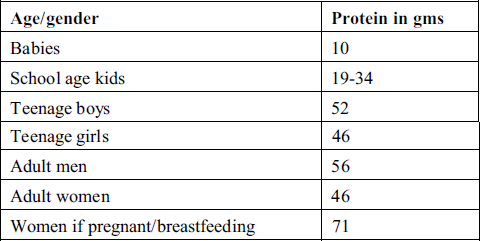 Age/gender Protein in gms
Babies 10
School age kids 19-34
Teenage boys 52
Teenage girls 46
Adult men 56
Adult women 46
Women if pregnant/breastfeeding 71